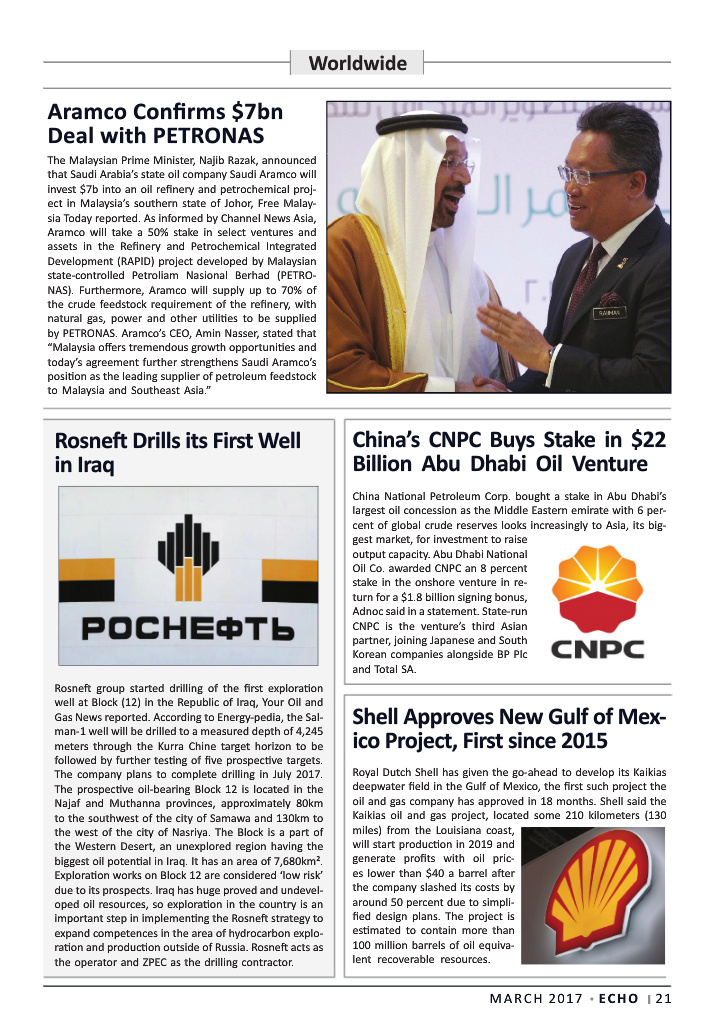 Worldwide
Aramco Confirms $7bn
Deal with PETRONAS
The Malaysian Prime Minister, Najib Razak, announced
that Saudi Arabia's state oil company Saudi Aramco will
invest $7b into an oil refinery and petrochemical proj-
ect in Malaysia's southern state of Johor, Free Malay-
sia Today reported. As informed by Channel News Asia,
Aramco will take a 50% stake in select ventures and
assets in the Refinery and Petrochemical Integrated
Development (RAPID) project developed by Malaysian
state-controlled Petroliam Nasional Berhad (PETRO-
NAS). Furthermore, Aramco will supply up to 70% of
the crude feedstock requirement of the refinery, with
natural gas, power and other utilities to be supplied
by PETRONAS. Aramco's CEO, Amin Nasser, stated that
“Malaysia offers tremendous growth opportunities and
today's agreement further strengthens Saudi Aramco's
position as the leading supplier of petroleum feedstock
to Malaysia and Southeast Asia.”
RAHMAN
Rosneft Drills its First Well
in Iraq
РОСНЕФТЬ
Rosneft group started drilling of the first exploration
well at Block (12) in the Republic of Iraq, Your Oil and
Gas News reported. According to Energy-pedia, the Sal-
man-1 well will be drilled to a measured depth of 4,245
meters through the Kurra Chine target horizon to be
followed by further testing of five prospective targets.
The company plans to complete drilling in July 2017.
The prospective oil-bearing Block 12 is located in the
Najaf and Muthanna provinces, approximately 80km
to the southwest of the city of Samawa and 130km to
the west of the city of Nasriya. The Block is a part of
the Western Desert, an unexplored region having the
biggest oil potential in Iraq. It has an area of 7,680km².
Exploration works on Block 12 are considered ‘low risk’
due to its prospects. Iraq has huge proved and undevel-
oped oil resources, so exploration in the country is an
important step in implementing the Rosneft strategy to
expand competences in the area of hydrocarbon explo-
ration and production outside of Russia. Rosneft acts as
the operator and ZPEC as the drilling contractor.
China's CNPC Buys Stake in $22
Billion Abu Dhabi Oil Venture
China National Petroleum Corp. bought a stake in Abu Dhabi's
largest oil concession as the Middle Eastern emirate with 6 per-
cent of global crude reserves looks increasingly to Asia, its big-
gest market, for investment to raise
output capacity. Abu Dhabi National
Oil Co. awarded CNPC an 8 percent
stake in the onshore venture in re-
turn for a $1.8 billion signing bonus,
Adnoc said in a statement. State-run
CNPC is the venture's third Asian
partner, joining Japanese and South
Korean companies alongside BP Plc
and Total SA.
CNPC
Shell Approves New Gulf of Mex-
ico Project, First since 2015
Royal Dutch Shell has given the go-ahead to develop its Kaikias
deepwater field in the Gulf of Mexico, the first such project the
oil and gas company has approved in 18 months. Shell said the
Kaikias oil and gas project, located some 210 kilometers (130
miles) from the Louisiana coast,
will start production in 2019 and
generate profits with oil pric-
es lower than $40 a barrel after
the company slashed its costs by
around 50 percent due to simpli-
fied design plans. The project is
estimated to contain more than
100 million barrels of oil equiva-
lent recoverable resources.
MARCH 2017 • ECHO | 21